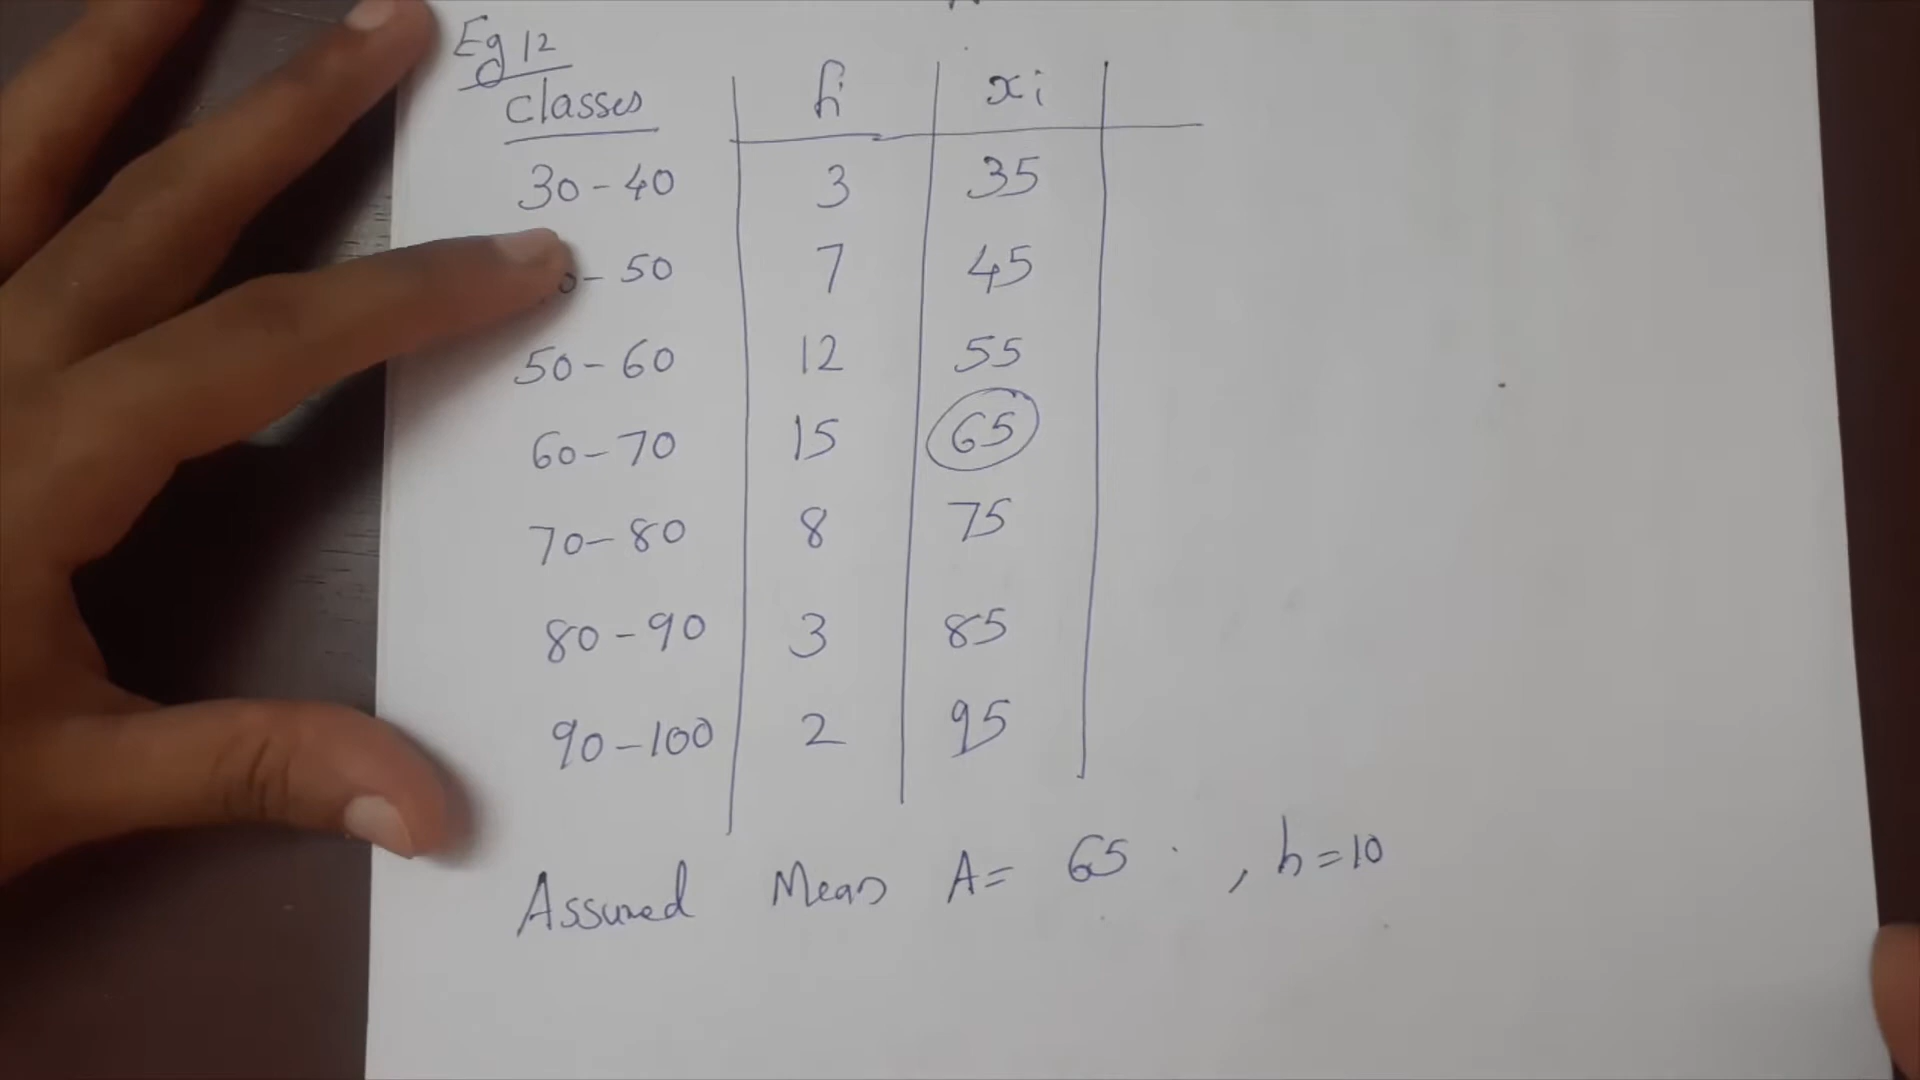 Eg 12
Classes fi xi
30-40 3 35
0-50 7 45
50-60 12 55
60-70 15 65
70-80 8 75
80-90 3 85
90-100 2 95
Assumed Mean A= 65 , h=10